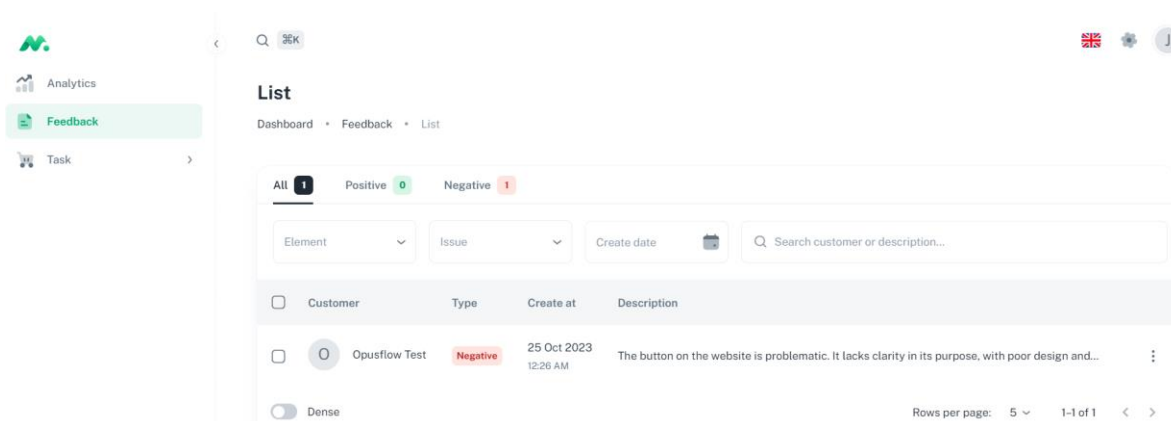 ⌘K
Analytics
List
Feedback
Dashboard • Feedback • List
Task
All 1 Positive 0 Negative 1
Element Issue Create date Search customer or description...
Customer Type Create at Description
O Opusflow Test Negative 25 Oct 2023 The button on the website is problematic. It lacks clarity in its purpose, with poor design and...
12:26 AM
Dense Rows per page: 5 1–1 of 1